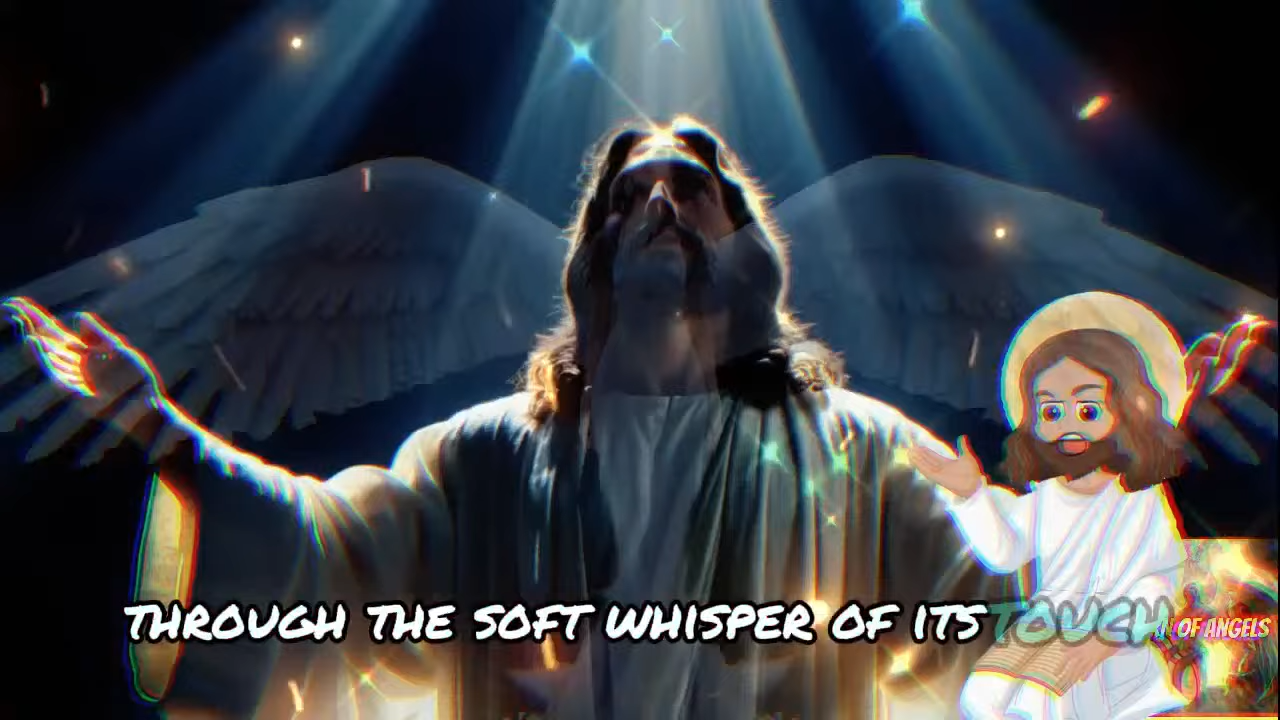 THROUGH THE SOFT WHISPER OF ITS TOUCH
OF ANGELS